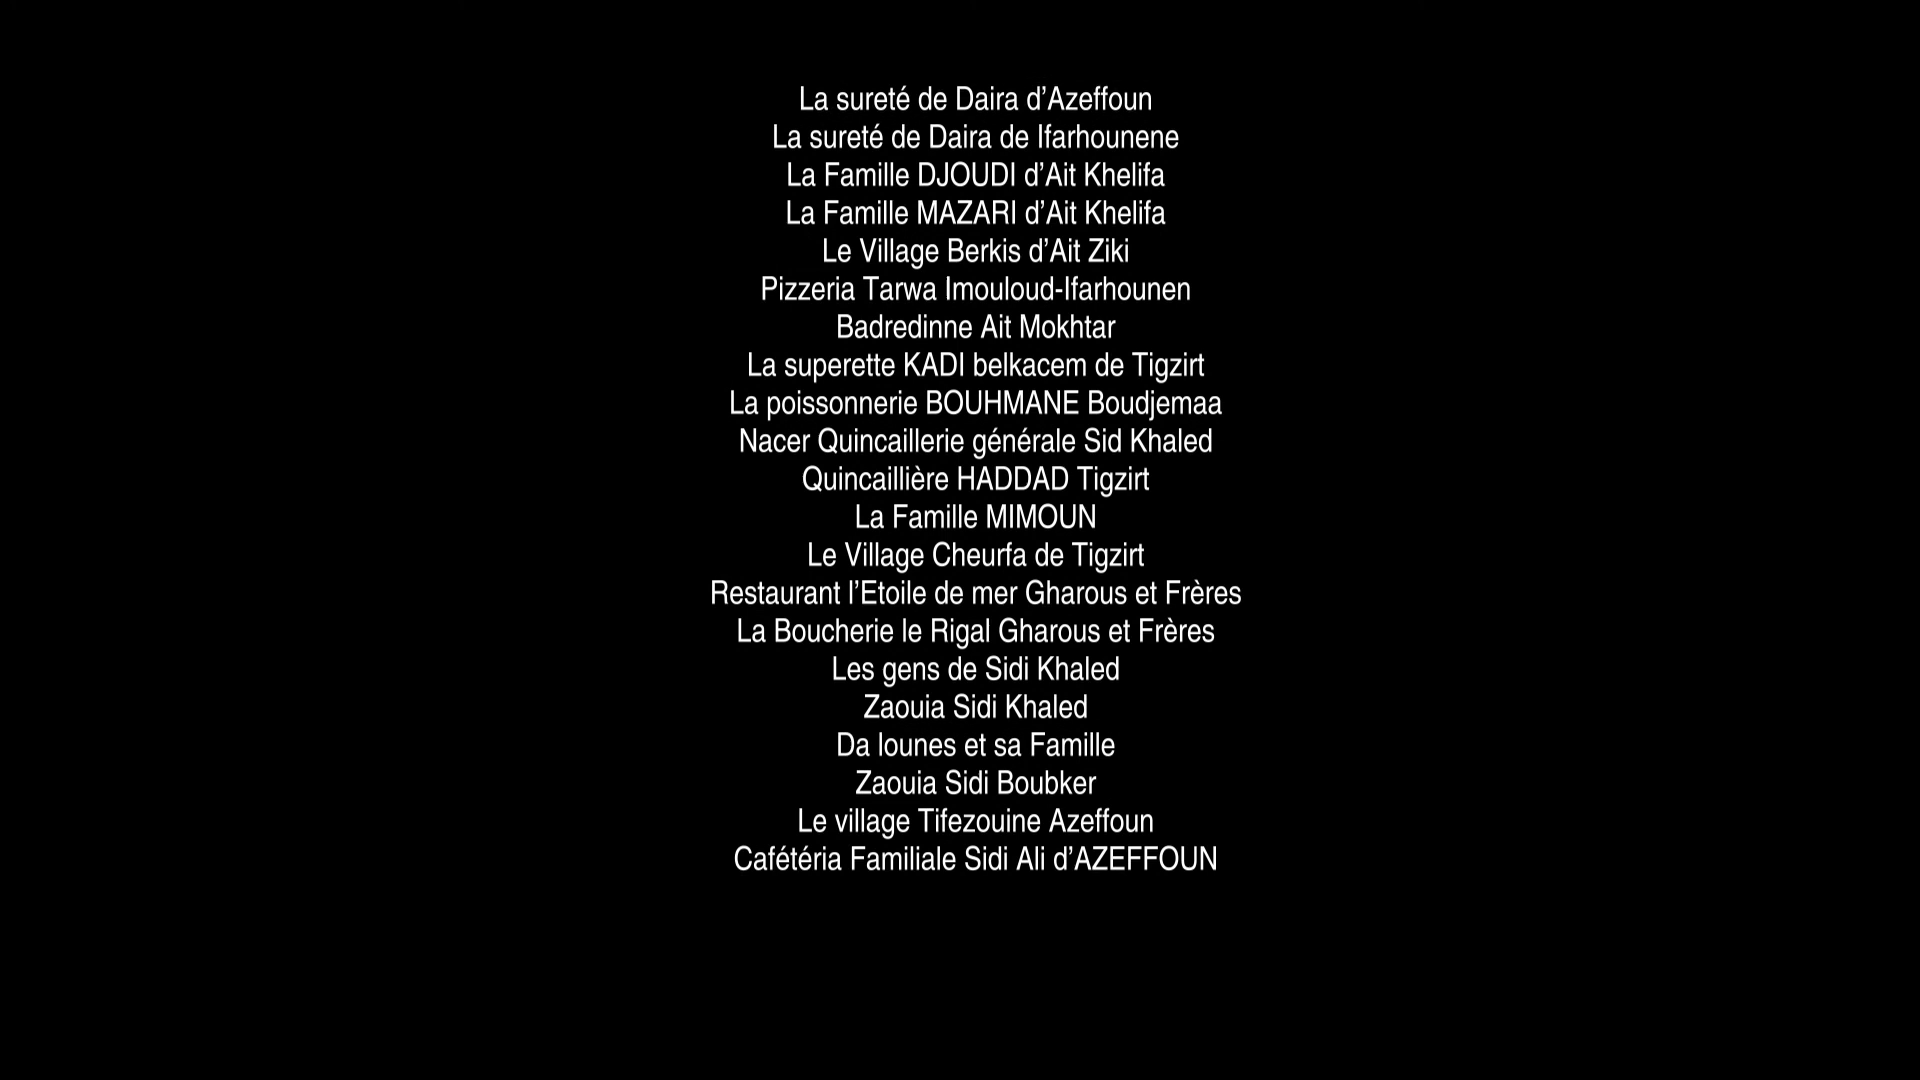 La sureté de Daira d’Azeffoun
La sureté de Daira de Ifarhounene
La Famille DJOUDI d’Ait Khelifa
La Famille MAZARI d’Ait Khelifa
Le Village Berkis d’Ait Ziki
Pizzeria Tarwa Imouloud-Ifarhounen
Badredinne Ait Mokhtar
La superette KADI belkacem de Tigzirt
La poissonnerie BOUHMANE Boudjemaa
Nacer Quincaillerie générale Sid Khaled
Quincaillière HADDAD Tigzirt
La Famille MIMOUN
Le Village Cheurfa de Tigzirt
Restaurant l’Etoile de mer Gharous et Frères
La Boucherie le Rigal Gharous et Frères
Les gens de Sidi Khaled
Zaouia Sidi Khaled
Da lounes et sa Famille
Zaouia Sidi Boubker
Le village Tifezouine Azeffoun
Cafétéria Familiale Sidi Ali d’AZEFFOUN